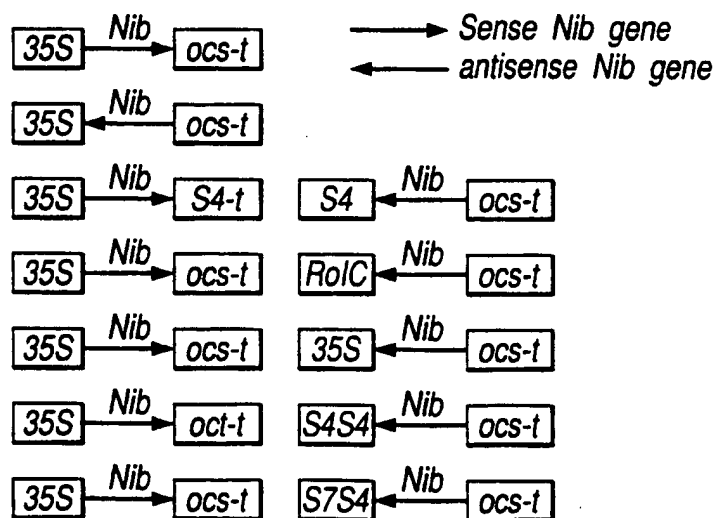 35S Nib ocs-t Sense Nib gene
antisense Nib gene
35S Nib ocs-t
35S Nib S4-t S4 Nib ocs-t
35S Nib ocs-t RolC Nib ocs-t
35S Nib ocs-t 35S Nib ocs-t
35S Nib oct-t S4S4 Nib ocs-t
35S Nib ocs-t S7S4 Nib ocs-t